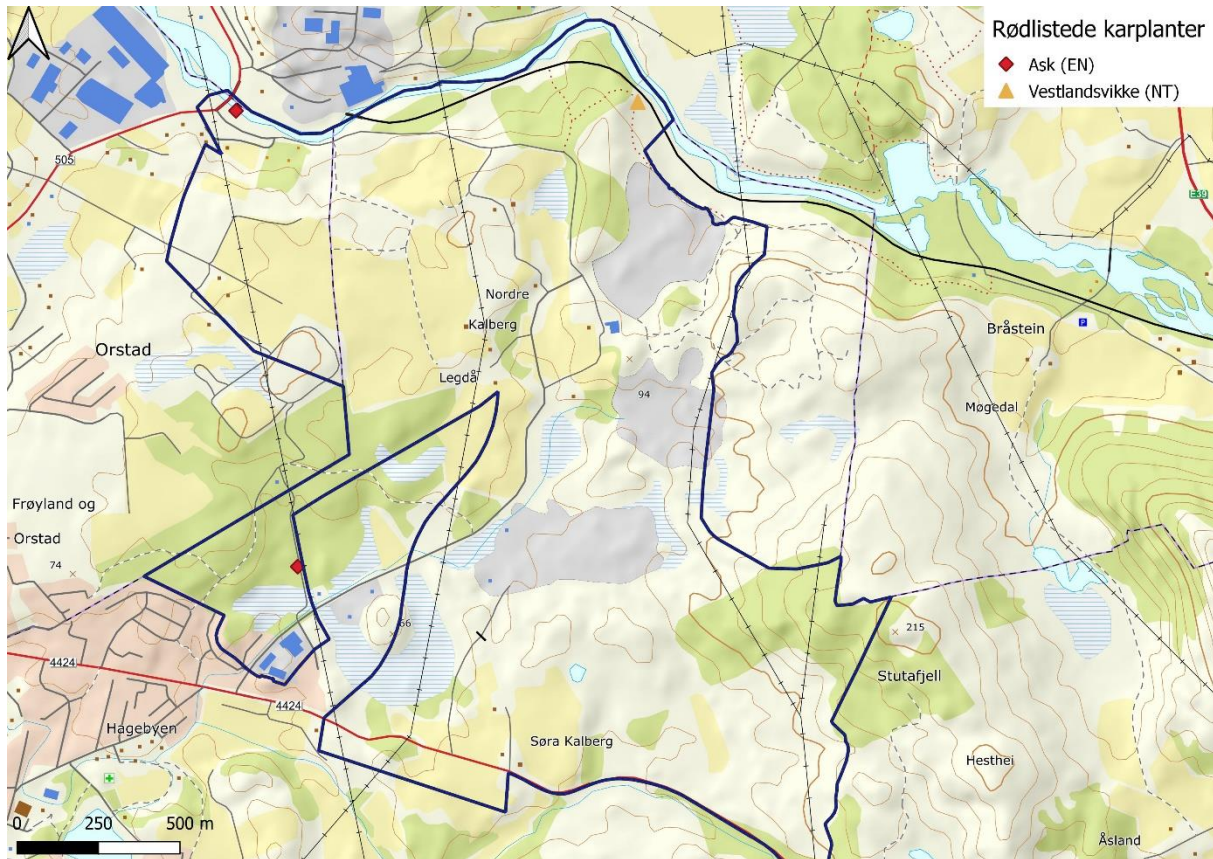 Rødlistede karplanter
Ask (EN)
Vestlandsvikke (NT)
505
E39
Nordre
Kalberg
Orstad
Legdå
94
Bråstein
P
Møgedal
Frøyland og
Orstad
74
66
215
4424
Stutafjell
4424
Hagebyen
Søra Kalberg
Hesthei
Åsland
0 250 500 m